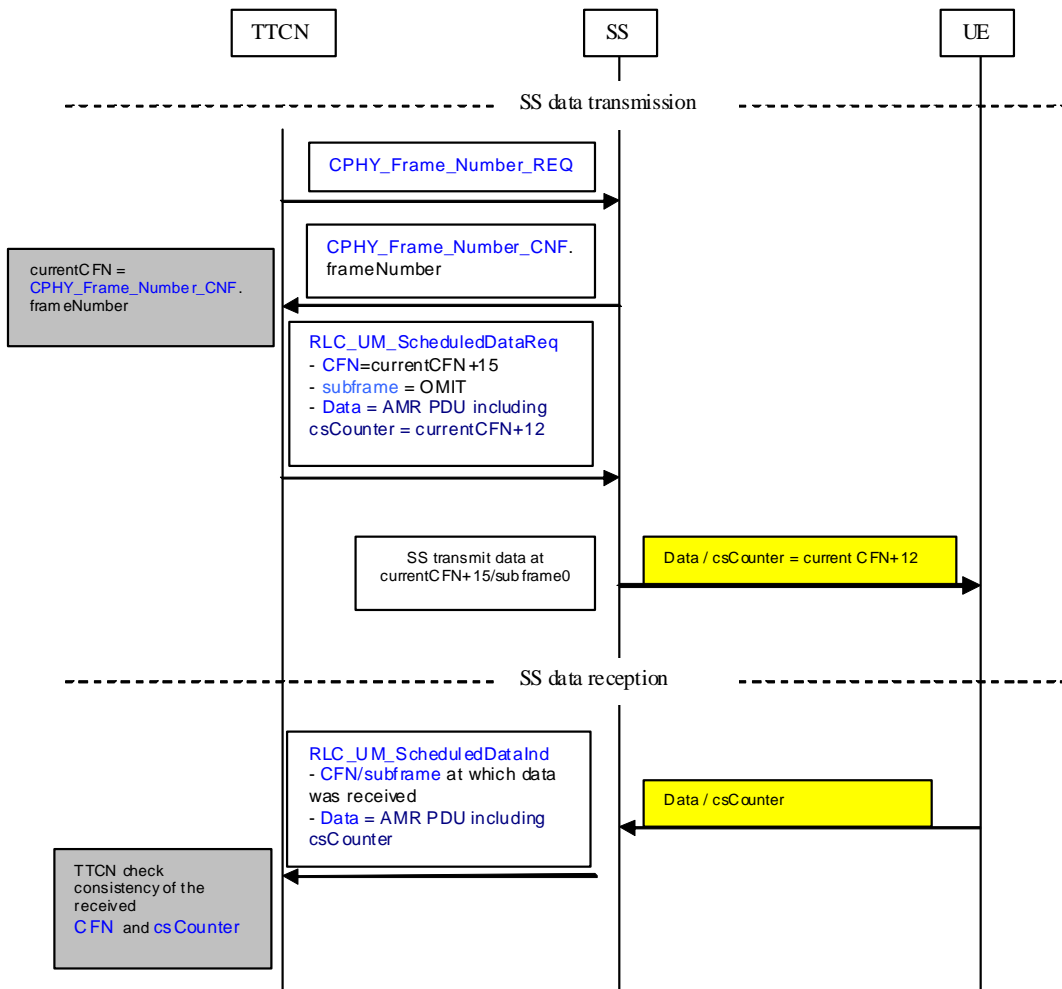 TTCN
SS
UE
SS data transmission
CPHY_Frame_Number_REQ
CPHY_Frame_Number_CNF.
frameNumber
currentCFN =
CPHY_Frame_Number_CNF.
frameNumber
RLC_UM_ScheduledDataReq
- CFN=currentCFN+15
- subframe = OMIT
- Data = AMR PDU including
csCounter = currentCFN+12
SS transmit data at
currentCFN+15/subframe0
Data / csCounter = current CFN+12
SS data reception
RLC_UM_ScheduledDataInd
- CFN/subframe at which data
was received
- Data = AMR PDU including
csCounter
Data / csCounter
TTCN check
consistency of the
received
CFN and csCounter